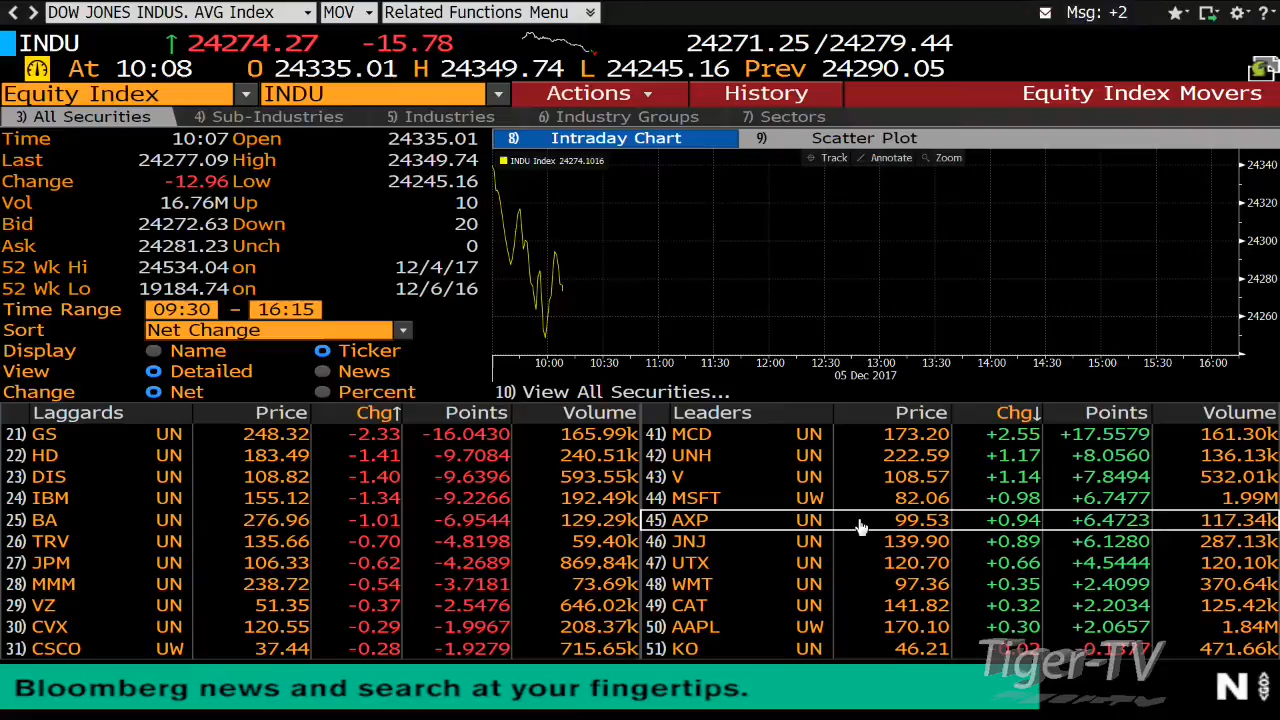 DOW JONES INDUS. AVG Index MOV Related Functions Menu Msg: +2
INDU ↑ 24274.27 -15.78 24271.25/24279.44
At 10:08 O 24335.01 H 24349.74 L 24245.16 Prev 24290.05
Equity Index INDU Actions History Equity Index Movers
3) All Securities 4) Sub-Industries 5) Industries 6) Industry Groups 7) Sectors
Time 10:07 Open 24335.01
Last 24277.09 High 24349.74
Change -12.96 Low 24245.16
Vol 16.76M Up 10
Bid 24272.63 Down 20
Ask 24281.23 Unch 0
52 Wk Hi 24534.04 on 12/4/17
52 Wk Lo 19184.74 on 12/6/16
Time Range 09:30 - 16:15
Sort Net Change
Display Name Ticker
View Detailed News
Change Net Percent
8) Intraday Chart 9) Scatter Plot
INDU Index 24274.1016 Track Annotate Zoom
24340
24320
24300
24280
24260
10:00 10:30 11:00 11:30 12:00 12:30 13:00 13:30 14:00 14:30 15:00 15:30 16:00
05 Dec 2017
10) View All Securities...
Laggards Price Chg↑ Points Volume Leaders Price Chg↓ Points Volume
21) GS UN 248.32 -2.33 -16.0430 165.99k 41) MCD UN 173.20 +2.55 +17.5579 161.30k
22) HD UN 183.49 -1.41 -9.7084 240.51k 42) UNH UN 222.59 +1.17 +8.0560 136.13k
23) DIS UN 108.82 -1.40 -9.6396 593.55k 43) V UN 108.57 +1.14 +7.8494 532.01k
24) IBM UN 155.12 -1.34 -9.2266 192.49k 44) MSFT UW 82.06 +0.98 +6.7477 1.99M
25) BA UN 276.96 -1.01 -6.9544 129.29k 45) AXP UN 99.53 +0.94 +6.4723 117.34k
26) TRV UN 135.66 -0.70 -4.8198 59.40k 46) JNJ UN 139.90 +0.89 +6.1280 287.13k
27) JPM UN 106.33 -0.62 -4.2689 869.84k 47) UTX UN 120.70 +0.66 +4.5444 120.10k
28) MMM UN 238.72 -0.54 -3.7181 73.69k 48) WMT UN 97.36 +0.35 +2.4099 370.64k
29) VZ UN 51.35 -0.37 -2.5476 646.02k 49) CAT UN 141.82 +0.32 +2.2034 125.42k
30) CVX UN 120.55 -0.29 -1.9967 208.37k 50) AAPL UW 170.10 +0.30 +2.0657 1.84M
31) CSCO UW 37.44 -0.28 -1.9279 715.65k 51) KO UN 46.21 -0.02 -0.1377 471.66k
Tiger-TV
Bloomberg news and search at your fingertips. N